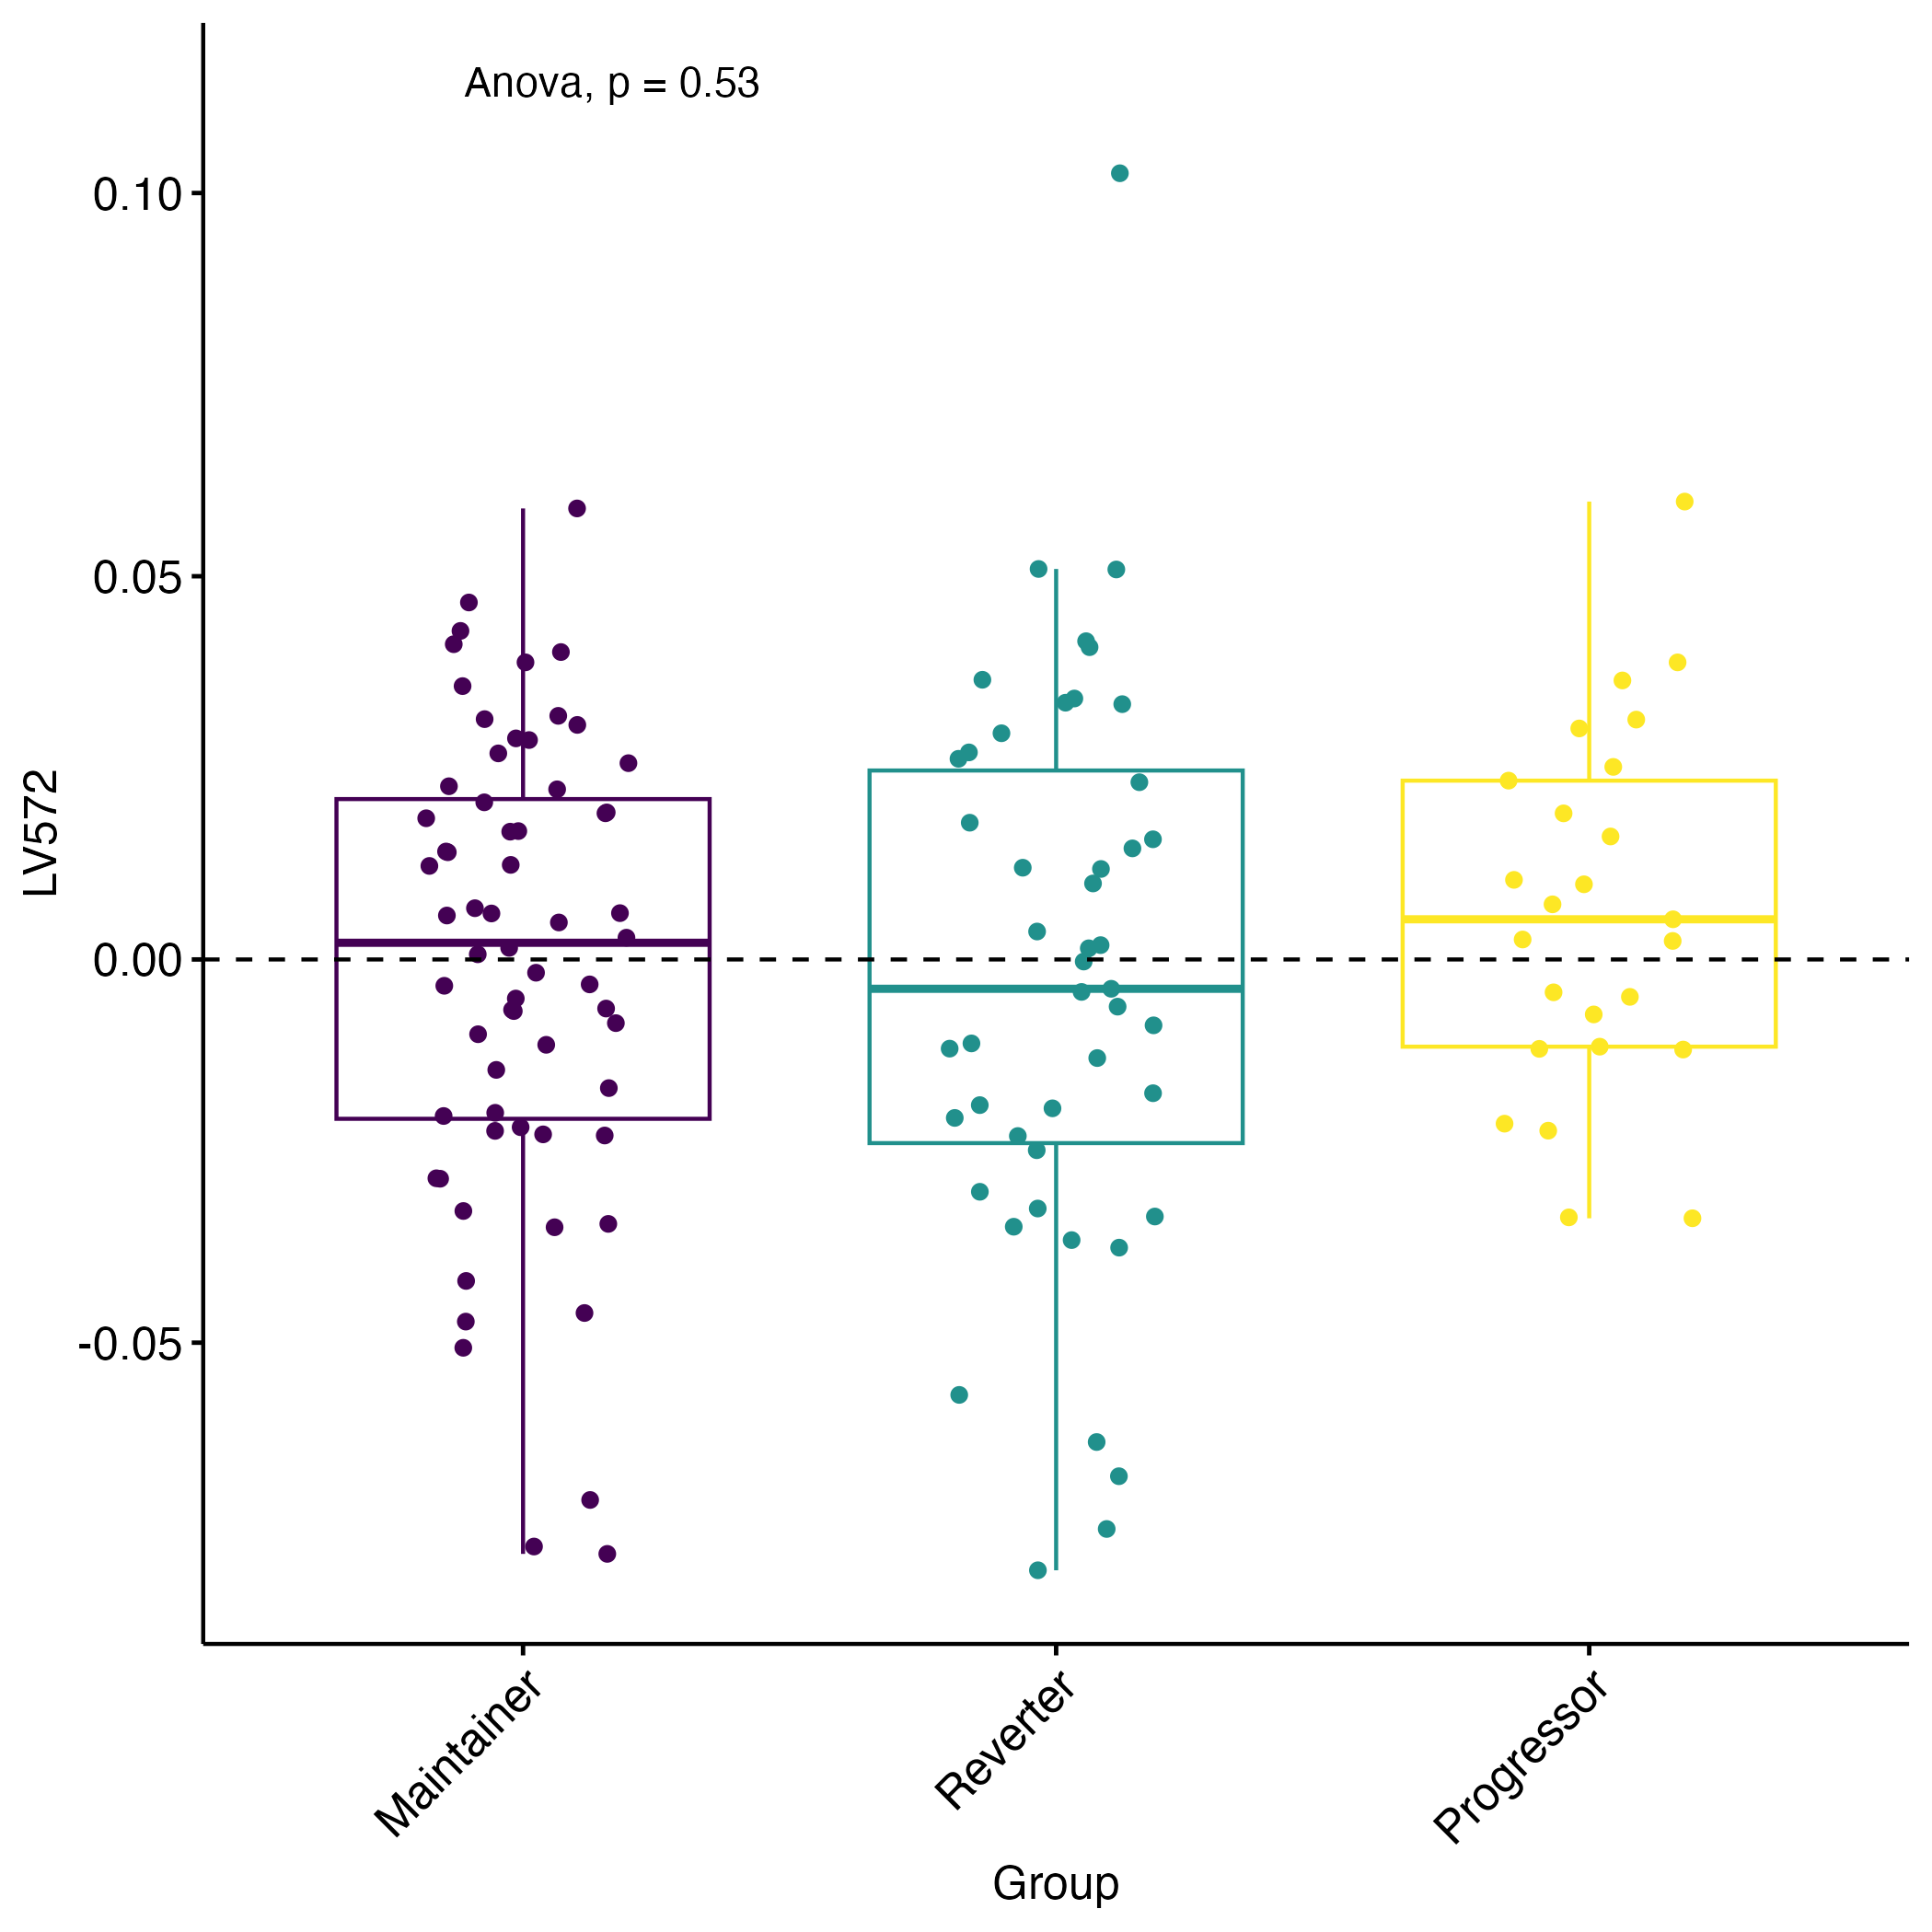 Anova, p = 0.53
0.10
0.05
0.00
-0.05
LV572
Maintainer
Reverter
Progressor
Group